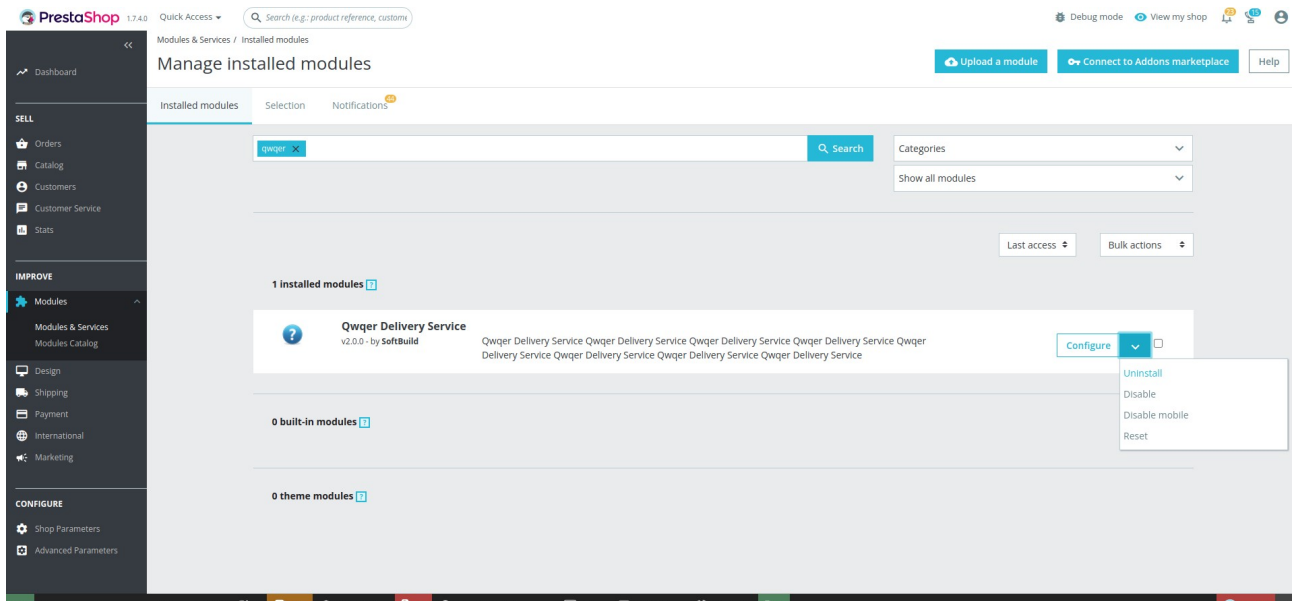 PrestaShop 1.7.4.0 Quick Access Search (e.g.: product reference, custome Debug mode View my shop 23 15
Modules & Services / Installed modules
Manage installed modules
Upload a module Connect to Addons marketplace Help
Installed modules Selection Notifications 44
Dashboard
SELL
Orders
Catalog
Customers
Customer Service
Stats
IMPROVE
Modules
Modules & Services
Modules Catalog
Design
Shipping
Payment
International
Marketing
CONFIGURE
Shop Parameters
Advanced Parameters
qwqer Search Categories
Show all modules
Last access Bulk actions
1 installed modules ?
Qwqer Delivery Service
v2.0.0 - by SoftBuild
Qwqer Delivery Service Qwqer Delivery Service Qwqer Delivery Service Qwqer Delivery Service Qwqer
Delivery Service Qwqer Delivery Service Qwqer Delivery Service Qwqer Delivery Service
Configure
Uninstall
Disable
Disable mobile
Reset
0 built-in modules ?
0 theme modules ?